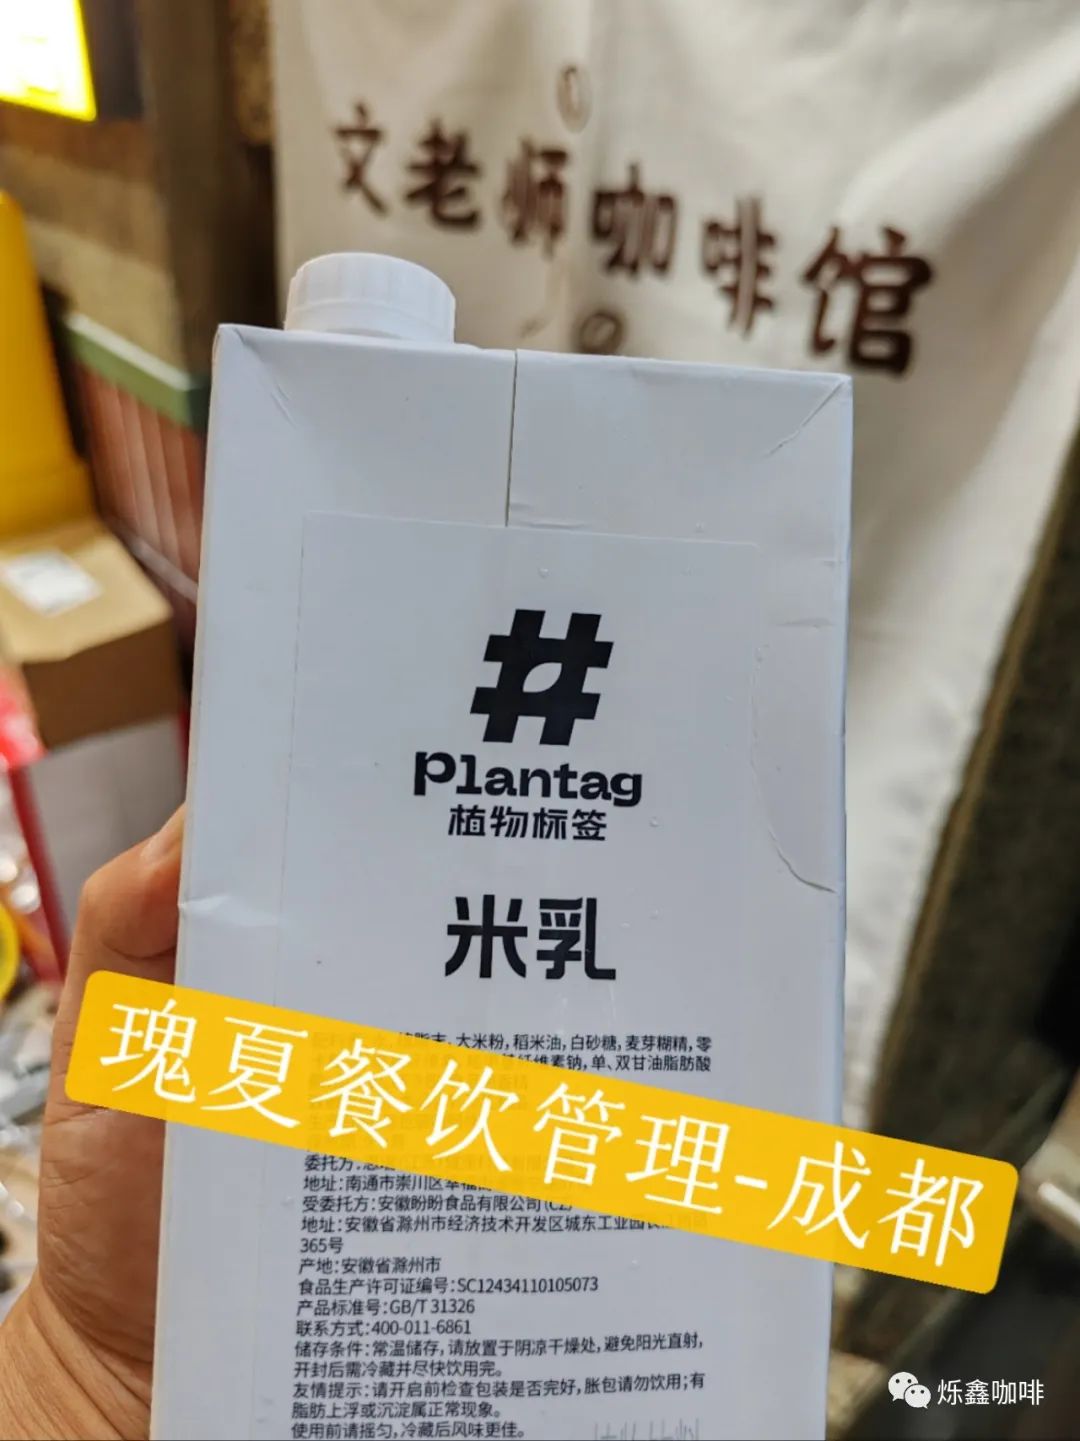 文老师咖啡馆
plantag
植物标签
米乳
大米粉,稻米油,白砂糖,麦芽糊精,零
纤维素钠,单、双甘油脂肪酸
瑰夏餐饮管理-成都
委托方:
地址:南通市崇川区幸福
受委托方:安徽盼盼食品有限公司(CZ)
地址:安徽省滁州市经济技术开发区城东工业园长江西路
365号
产地:安徽省滁州市
食品生产许可证编号:SC12434110105073
产品标准号:GB/T 31326
联系方式:400-011-6861
储存条件:常温储存,请放置于阴凉干燥处,避免阳光直射,
开封后需冷藏并尽快饮用完。
友情提示:请开启前检查包装是否完好,胀包请勿饮用;有
脂肪上浮或沉淀属正常现象。
使用前请摇匀,冷藏后风味更佳。
烁鑫咖啡